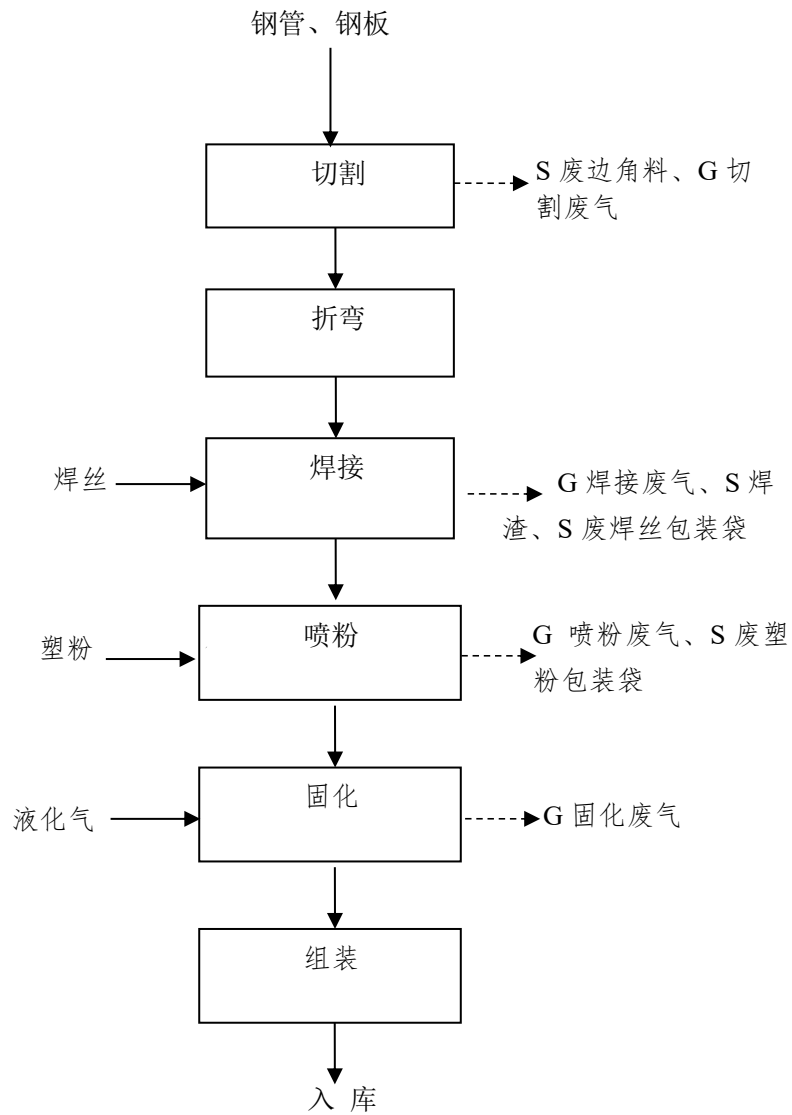 钢管、钢板
切割
S 废边角料、G 切
割废气
折弯
焊丝
焊接
G 焊接废气、S 焊
渣、S 废焊丝包装袋
塑粉
喷粉
G 喷粉废气、S 废塑
粉包装袋
液化气
固化
G 固化废气
组装
入 库